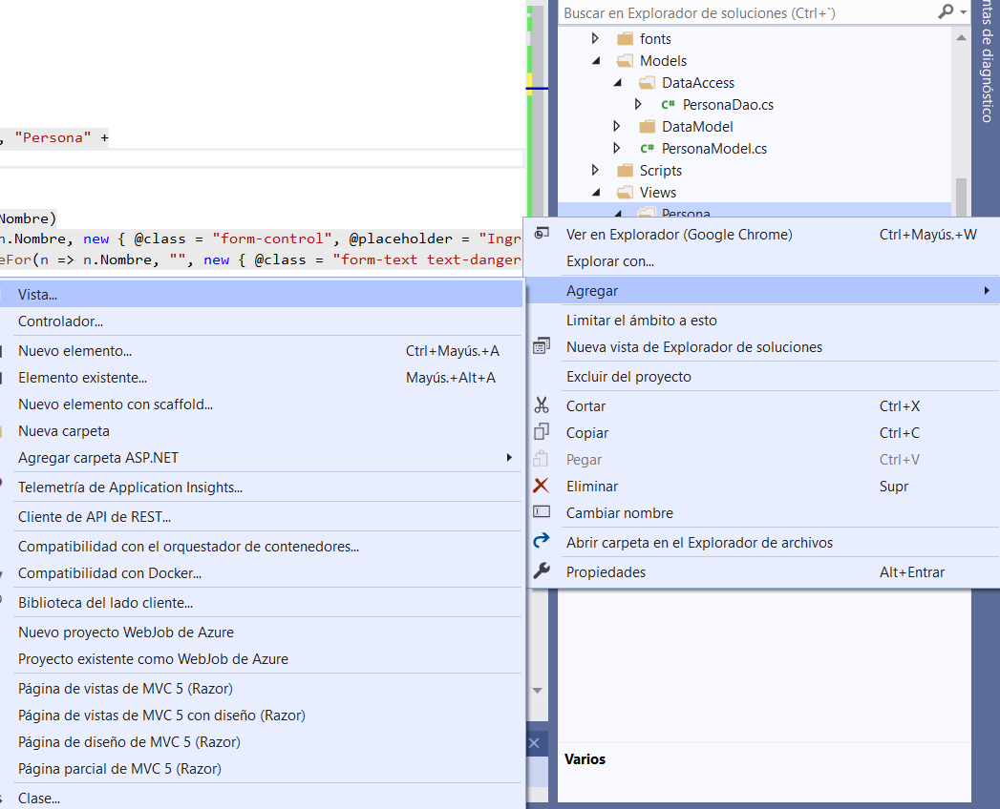 Buscar en Explorador de soluciones (Ctrl+`)
fonts
Models
DataAccess
C# PersonaDao.cs
DataModel
C# PersonaModel.cs
Scripts
Views
Persona
ntas de diagnóstico
, "Persona" +
Nombre)
n.Nombre, new { @class = "form-control", @placeholder = "Ingr
eFor(n => n.Nombre, "", new { @class = "form-text text-danger
Ver en Explorador (Google Chrome) Ctrl+Mayús.+W
Explorar con...
Agregar
Limitar el ámbito a esto
Nueva vista de Explorador de soluciones
Excluir del proyecto
Cortar Ctrl+X
Copiar Ctrl+C
Pegar Ctrl+V
Eliminar Supr
Cambiar nombre
Abrir carpeta en el Explorador de archivos
Propiedades Alt+Entrar
Vista...
Controlador...
Nuevo elemento... Ctrl+Mayús.+A
Elemento existente... Mayús.+Alt+A
Nuevo elemento con scaffold...
Nueva carpeta
Agregar carpeta ASP.NET
Telemetría de Application Insights...
Cliente de API de REST...
Compatibilidad con el orquestador de contenedores...
Compatibilidad con Docker...
Biblioteca del lado cliente...
Nuevo proyecto WebJob de Azure
Proyecto existente como WebJob de Azure
Página de vistas de MVC 5 (Razor)
Página de vistas de MVC 5 con diseño (Razor)
Página de diseño de MVC 5 (Razor)
Página parcial de MVC 5 (Razor)
Clase...
Varios